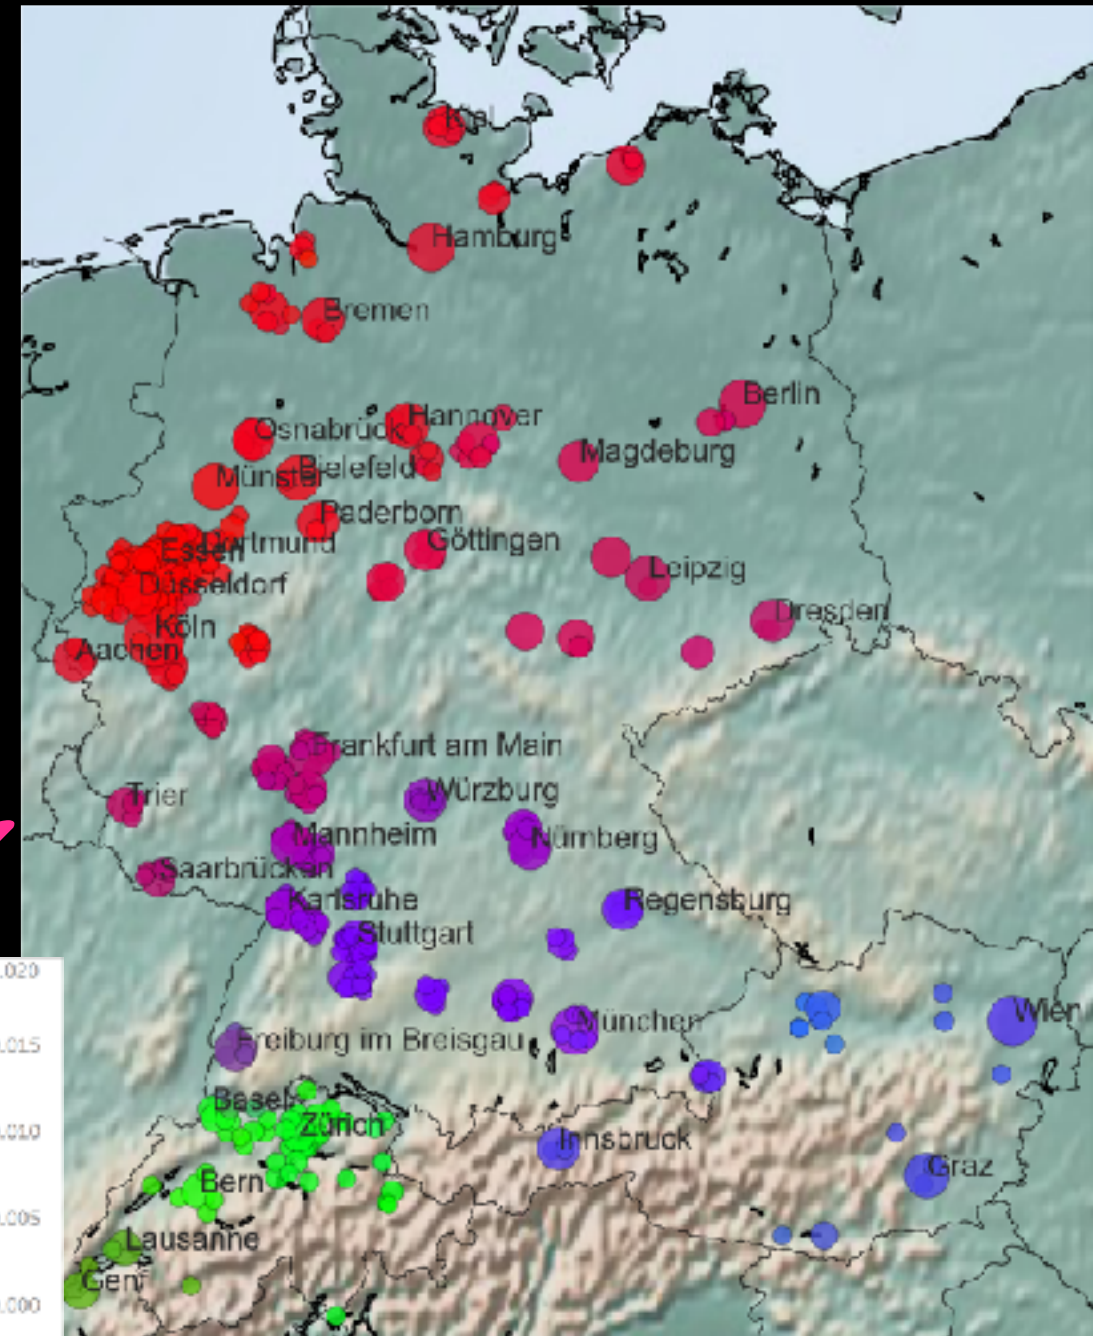 Kiel
Hamburg
Bremen
Berlin
Hannover
Osnabrück
Magdeburg
Bielefeld
Münster
Paderborn
Dortmund
Göttingen
Essen
Leipzig
Düsseldorf
Dresden
Köln
Aachen
Frankfurt am Main
Würzburg
Trier
Mannheim
Nürnberg
Saarbrücken
Karlsruhe
Regensburg
Stuttgart
.020
Wien
München
Freiburg im Breisgau
.015
Basel
Zürich
.010
Innsbruck
Graz
Bern
.005
Lausanne
Genf
.000